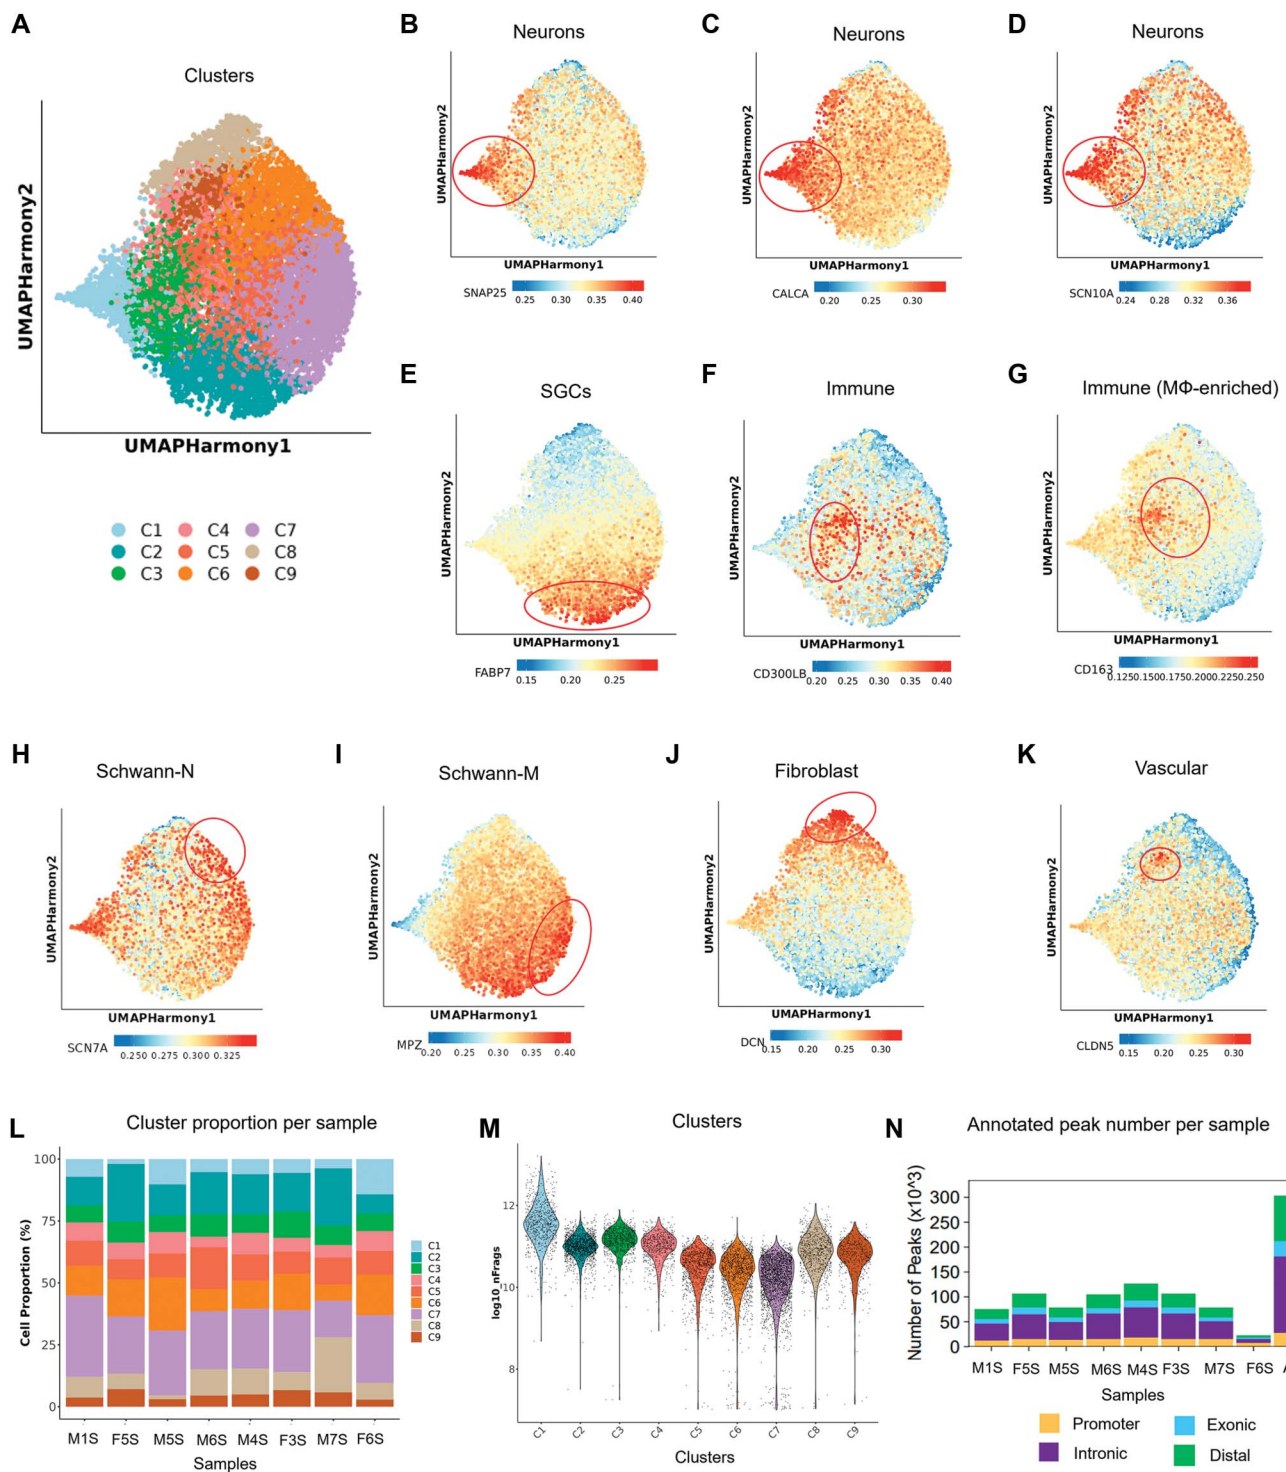 A
Clusters
UMAPHarmony2
UMAPHarmony1
C1 C4 C7
C2 C5 C8
C3 C6 C9
B
Neurons
UMAPHarmony2
UMAPHarmony1
SNAP25
0.25 0.30 0.35 0.40
C
Neurons
UMAPHarmony2
UMAPHarmony1
CALCA
0.20 0.25 0.30
D
Neurons
UMAPHarmony2
UMAPHarmony1
SCN10A
0.24 0.28 0.32 0.36
E
SGCs
UMAPHarmony2
UMAPHarmony1
FABP7
0.15 0.20 0.25
F
Immune
UMAPHarmony2
UMAPHarmony1
CD300LB
0.20 0.25 0.30 0.35 0.40
G
Immune (MΦ-enriched)
UMAPHarmony2
UMAPHarmony1
CD163
0.125 0.150 0.175 0.200 0.225 0.250
H
Schwann-N
UMAPHarmony2
UMAPHarmony1
SCN7A
0.250 0.275 0.300 0.325
I
Schwann-M
UMAPHarmony2
UMAPHarmony1
MPZ
0.20 0.25 0.30 0.35 0.40
J
Fibroblast
UMAPHarmony2
UMAPHarmony1
DCN
0.15 0.20 0.25 0.30
K
Vascular
UMAPHarmony2
UMAPHarmony1
CLDN5
0.15 0.20 0.25 0.30
L
Cluster proportion per sample
Cell Proportion (%)
100
75
50
25
0
M1S F5S M5S M6S M4S F3S M7S F6S
Samples
C1
C2
C3
C4
C5
C6
C7
C8
C9
M
Clusters
log10_nFrags
12
10
8
C1 C2 C3 C4 C5 C6 C7 C8 C9
Clusters
N
Annotated peak number per sample
Number of Peaks (x10^3)
300
250
200
150
100
50
0
M1S F5S M5S M6S M4S F3S M7S F6S A
Samples
Promoter Exonic
Intronic Distal